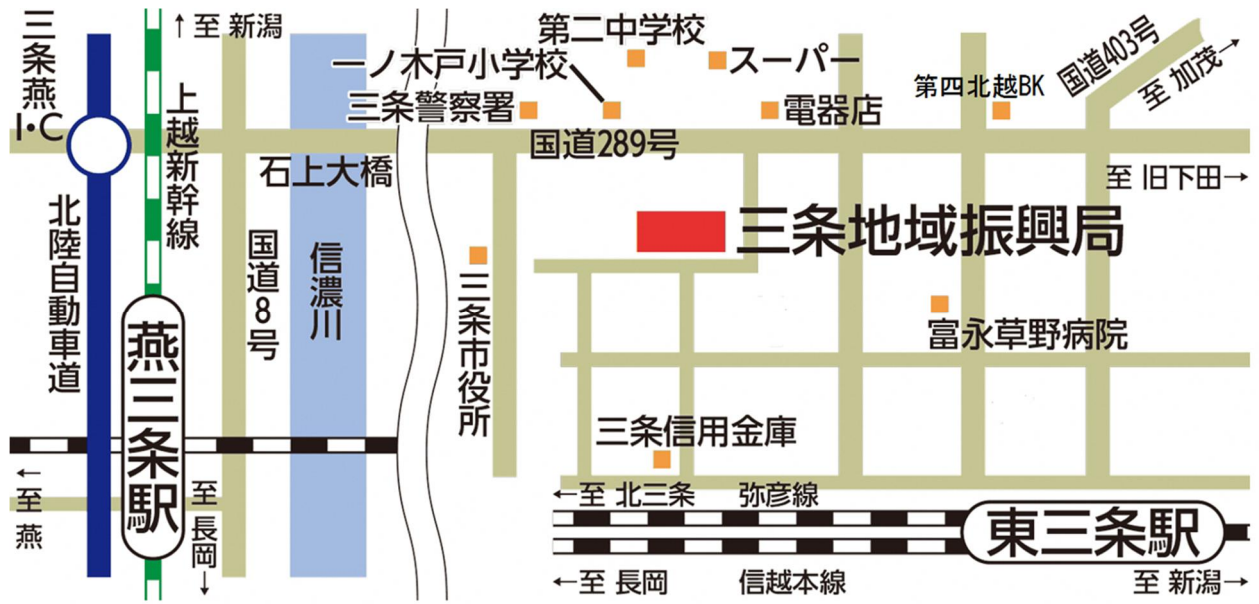 三条燕
I・C
↑至 新潟
上越新幹線
北陸自動車道
燕三条駅
←至 燕
至 長岡↓
国道8号
石上大橋
信濃川
第二中学校
スーパー
一ノ木戸小学校
三条警察署
電器店
第四北越BK
国道403号
至 加茂→
国道289号
至 旧下田→
三条地域振興局
三条市役所
富永草野病院
三条信用金庫
←至 北三条
弥彦線
東三条駅
←至 長岡
信越本線
至 新潟→